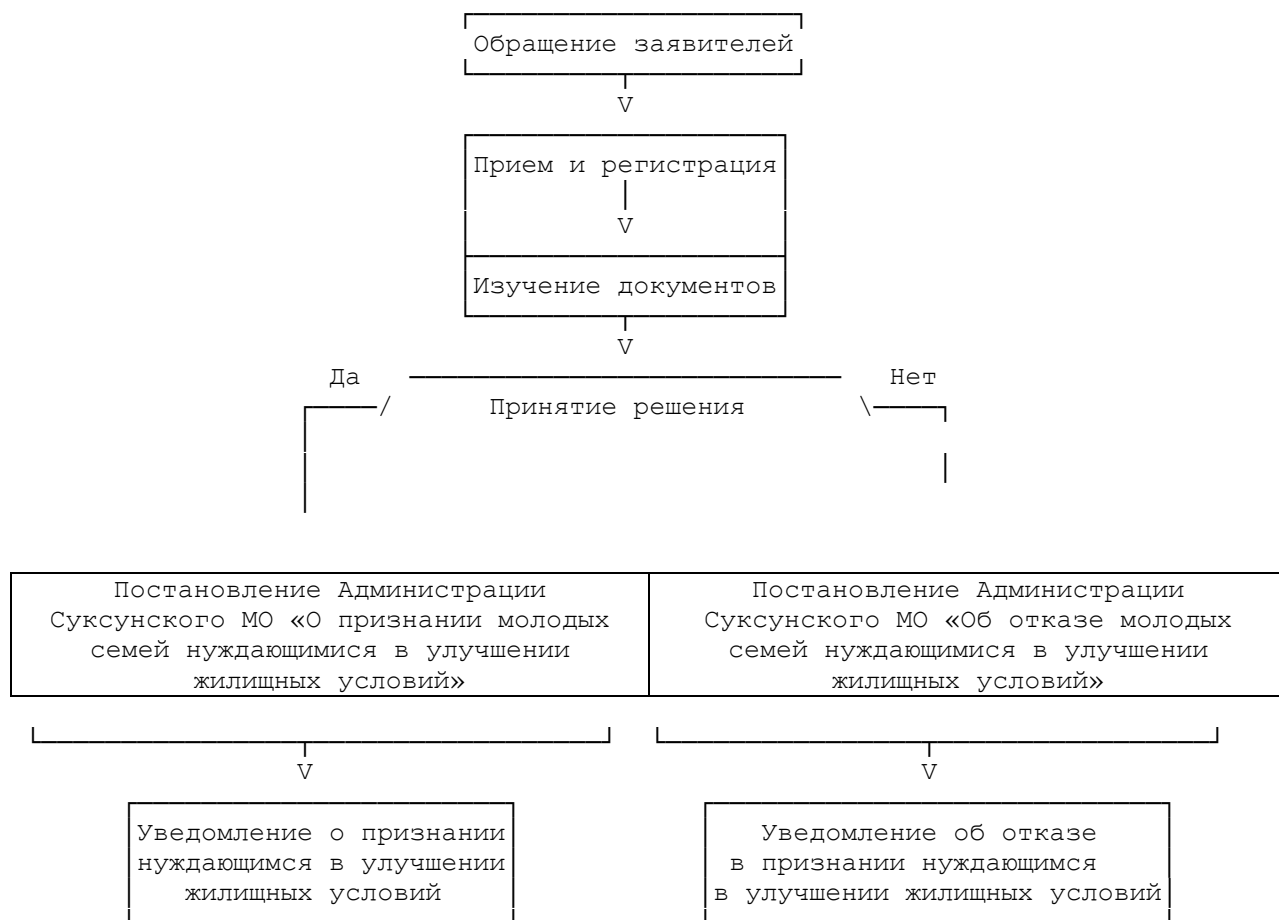 Обращение заявителей
V
Прием и регистрация
V
Изучение документов
V
Да Нет
Принятие решения
Постановление Администрации
Суксунского МО «О признании молодых
семей нуждающимися в улучшении
жилищных условий»
Постановление Администрации
Суксунского МО «Об отказе молодых
семей нуждающимися в улучшении
жилищных условий»
V
V
Уведомление о признании
нуждающимся в улучшении
жилищных условий
Уведомление об отказе
в признании нуждающимся
в улучшении жилищных условий